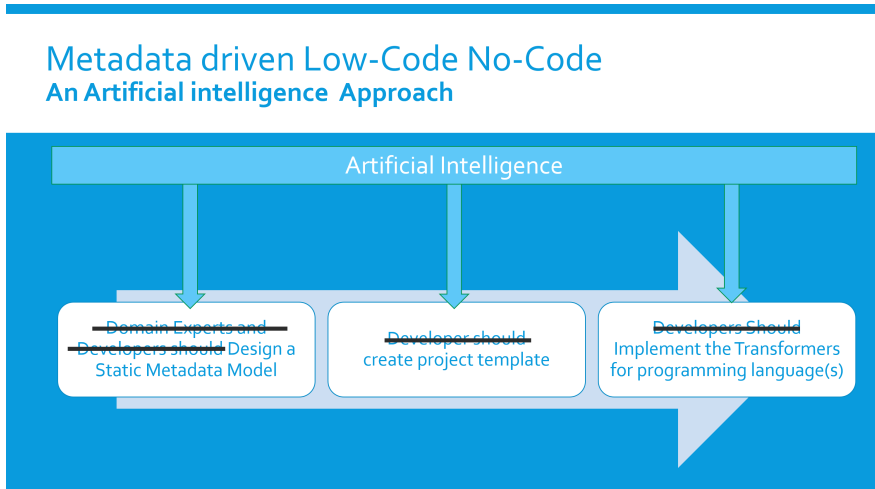 Metadata driven Low-Code No-Code
An Artificial intelligence Approach
Artificial Intelligence
Domain Experts and
Developers should Design a
Static Metadata Model
Developer should
create project template
Developers Should
Implement the Transformers
for programming language(s)